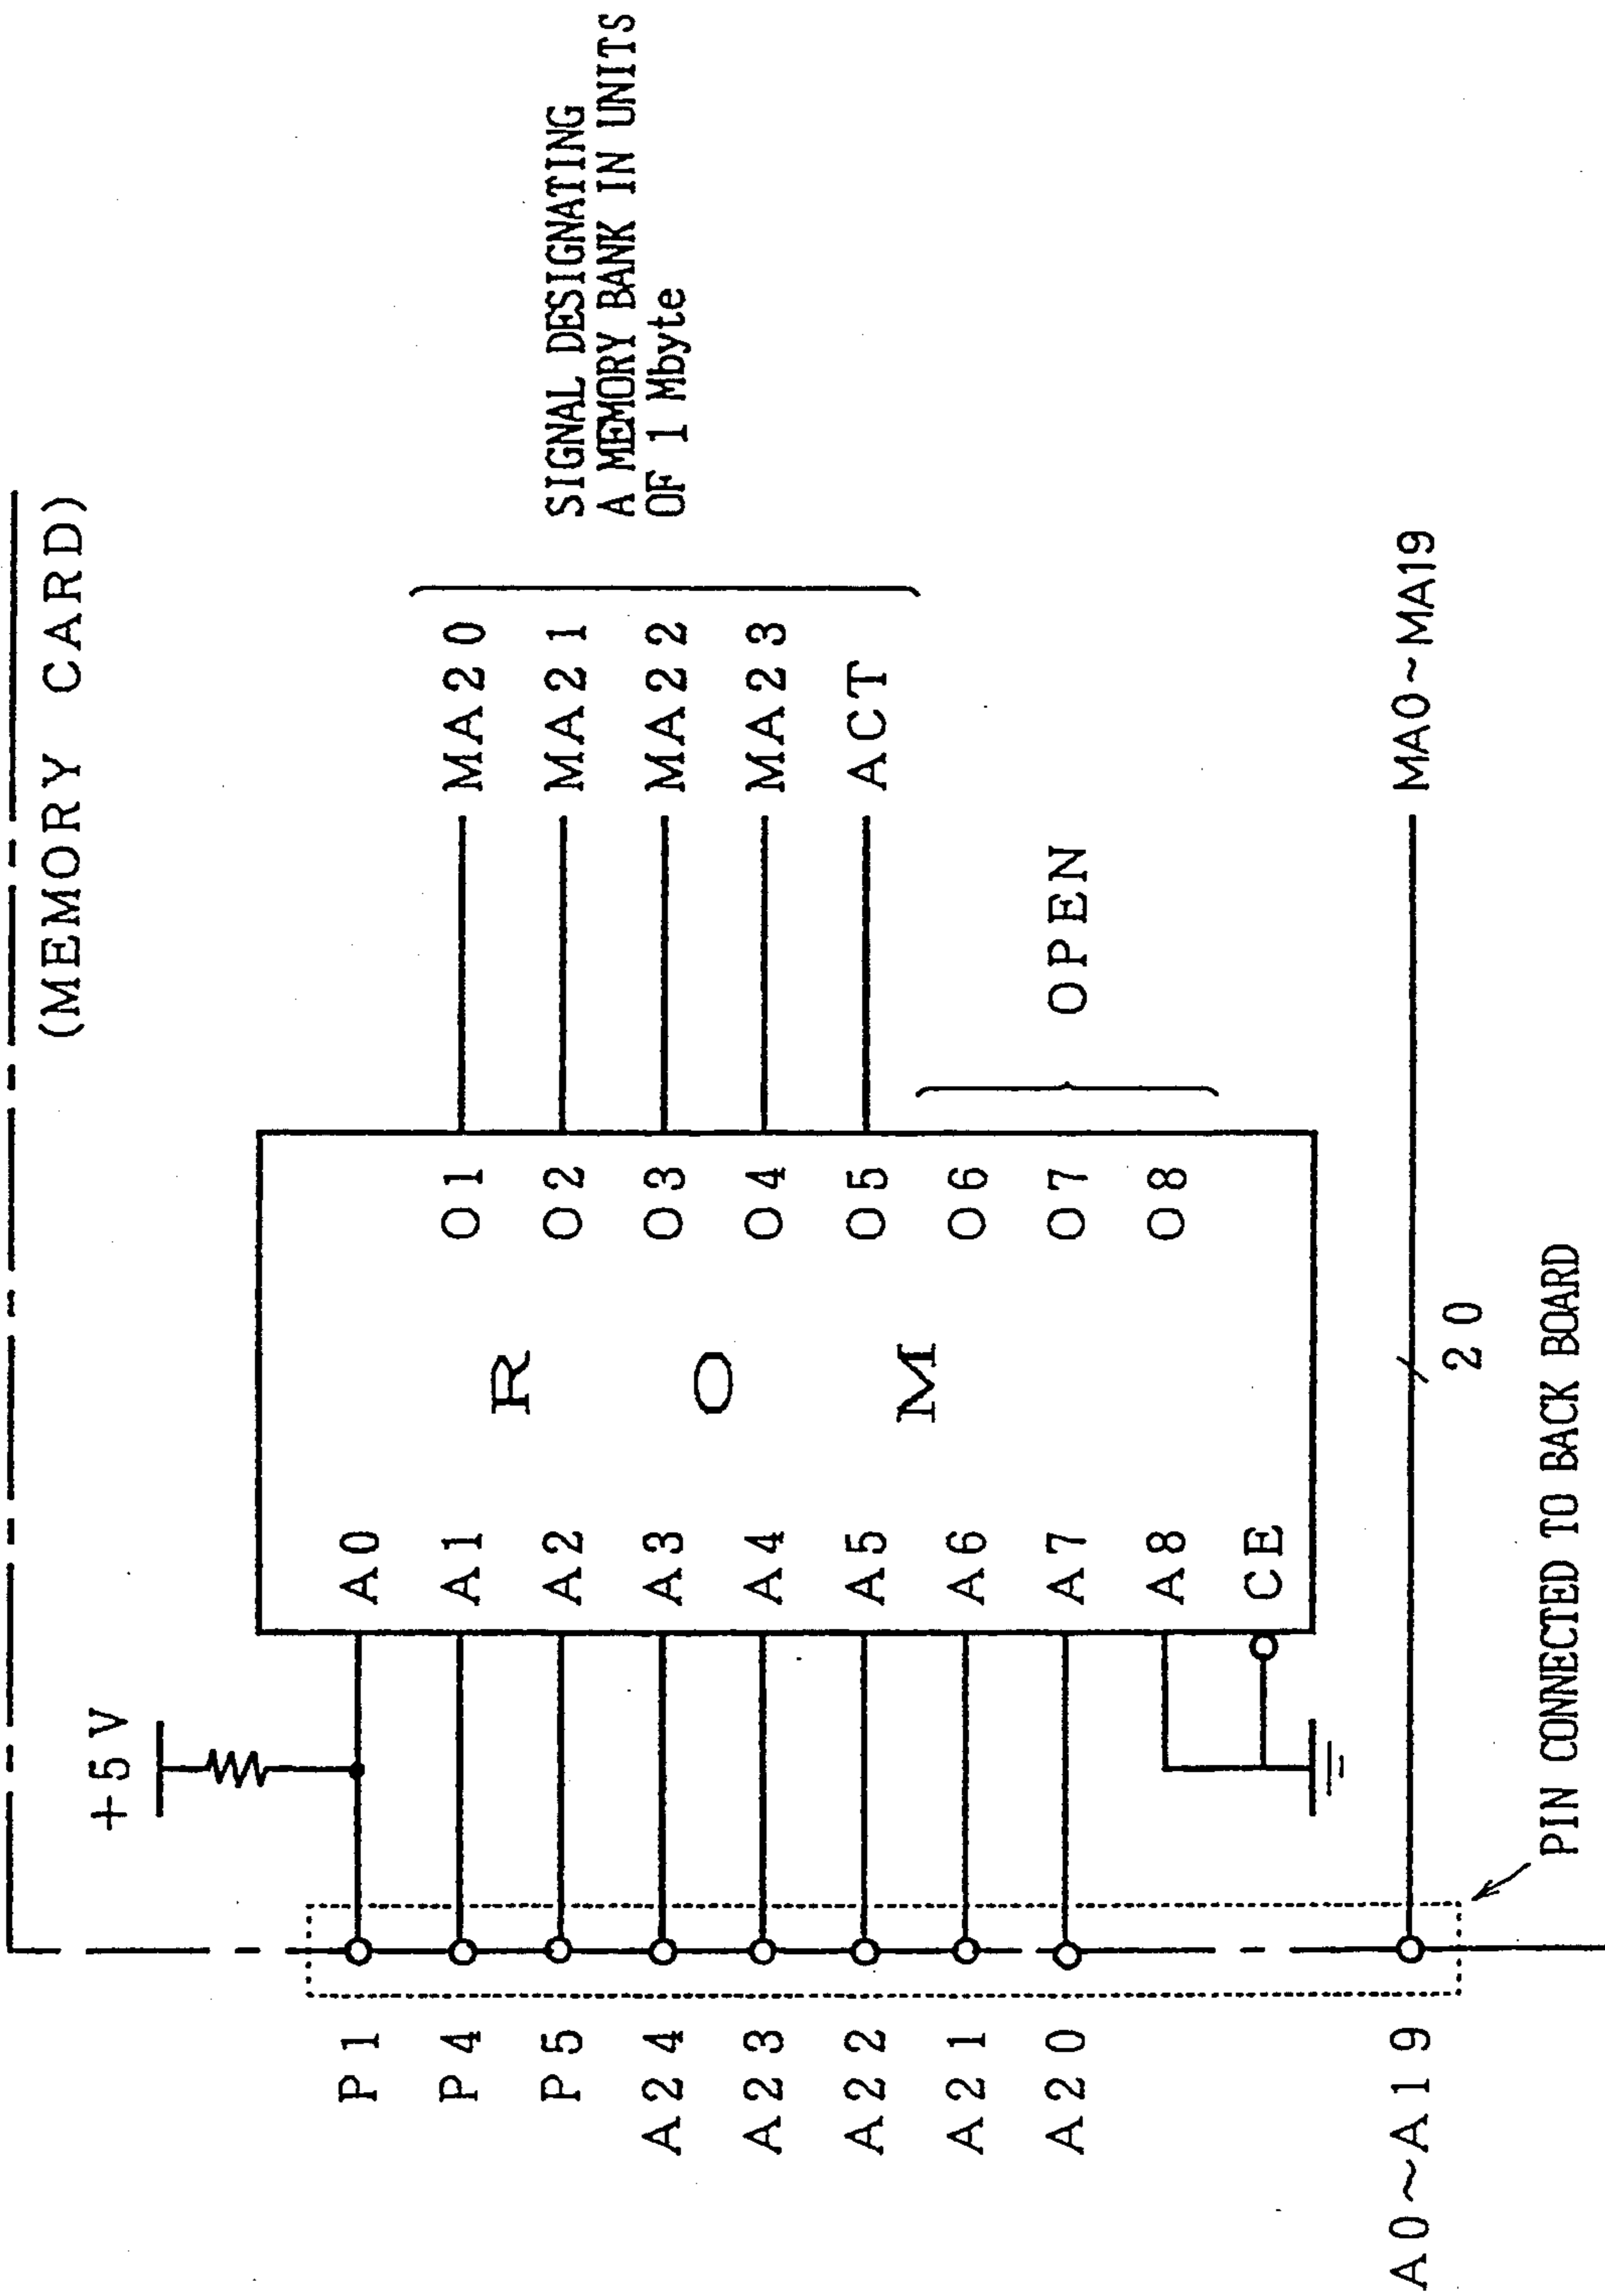 (MEMORY CARD)
+5V
P1
P4
P5
A24
A23
A22
A21
A20
A0~A19
A0
A1
A2
A3
A4
A5
A6
A7
A8
CE
ROM
O1
O2
O3
O4
O5
O6
O7
O8
MA20
MA21
MA22
MA23
ACT
OPEN
SIGNAL DESIGNATING
A MEMORY BANK IN UNITS
OF 1 Mbyte
20
MA0~MA19
PIN CONNECTED TO BACK BOARD